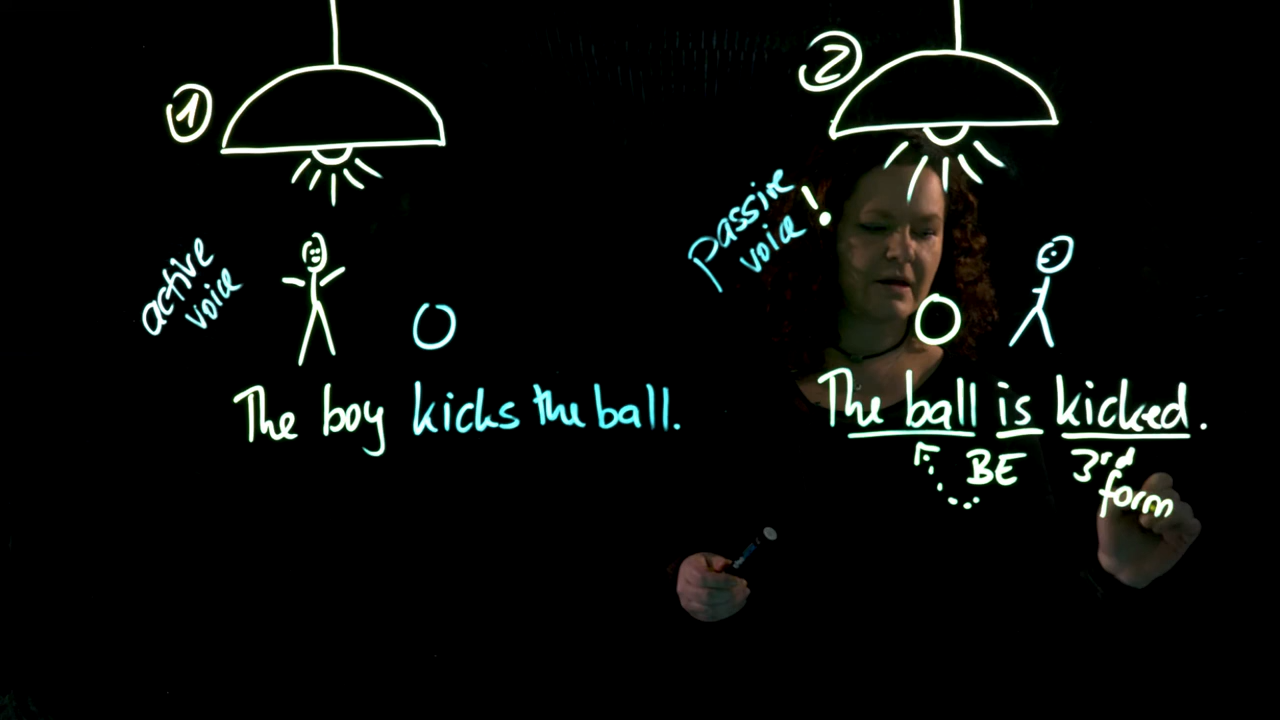 1
active
voice
The boy kicks the ball.
2
passive
voice!
The ball is kicked.
BE 3rd
form